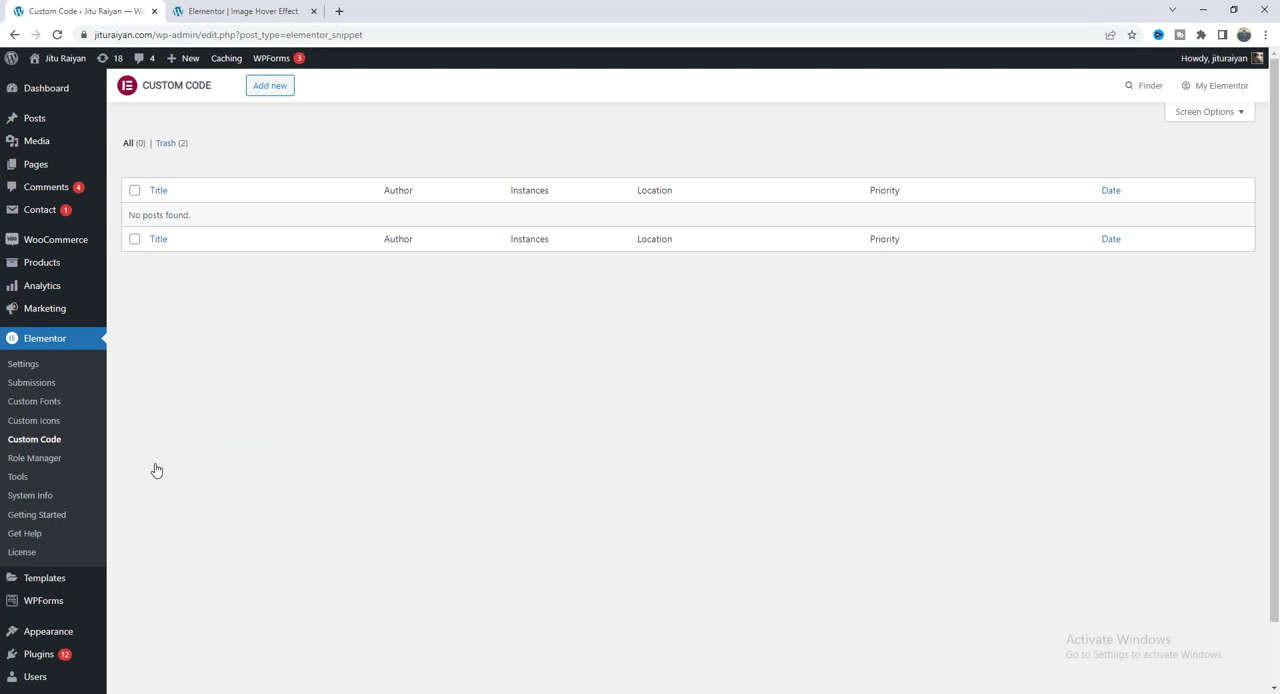 Custom Code ‹ Jitu Raiyan — Wo
Elementor | Image Hover Effect
jituraiyan.com/wp-admin/edit.php?post_type=elementor_snippet
Jitu Raiyan
18
4
New
Caching
WPForms 3
Howdy, jituraiyan
CUSTOM CODE
Add new
Finder
My Elementor
Screen Options ▼
All (0) | Trash (2)
Title Author Instances Location Priority Date
No posts found.
Title Author Instances Location Priority Date
Dashboard
Posts
Media
Pages
Comments 4
Contact 1
WooCommerce
Products
Analytics
Marketing
Elementor
Settings
Submissions
Custom Fonts
Custom Icons
Custom Code
Role Manager
Tools
System Info
Getting Started
Get Help
License
Templates
WPForms
Appearance
Plugins 12
Users
Activate Windows
Go to Settings to activate Windows.